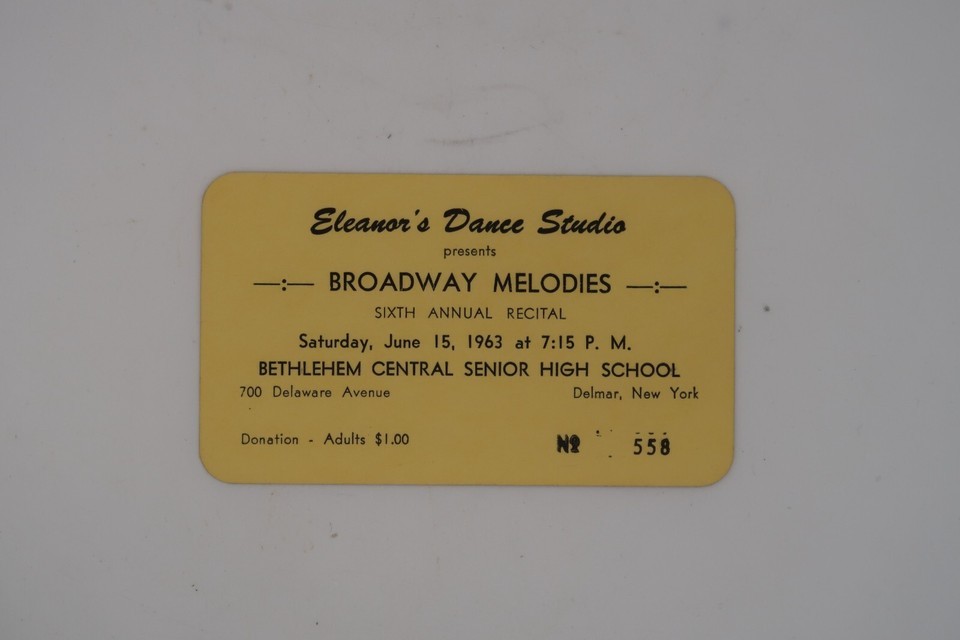 Eleanor's Dance Studio
presents
—:— BROADWAY MELODIES —:—
SIXTH ANNUAL RECITAL
Saturday, June 15, 1963 at 7:15 P. M.
BETHLEHEM CENTRAL SENIOR HIGH SCHOOL
700 Delaware Avenue Delmar, New York
Donation - Adults $1.00 № 558